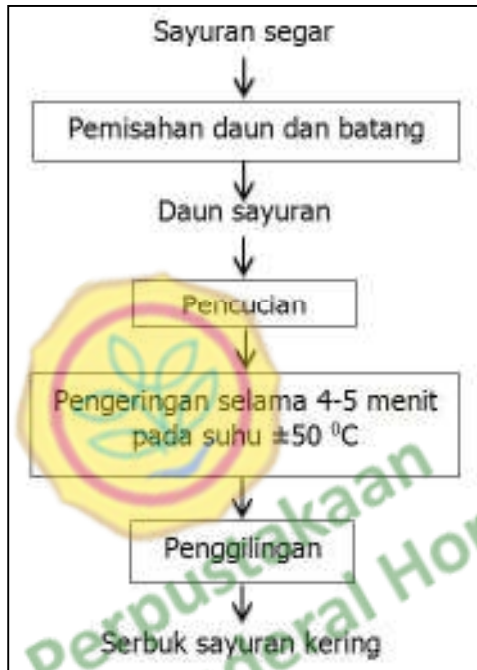 Sayuran segar
Pemisahan daun dan batang
Daun sayuran
Pencucian
Pengeringan selama 4-5 menit
pada suhu ±50 ⁰C
Penggilingan
Serbuk sayuran kering
Perpustakaan